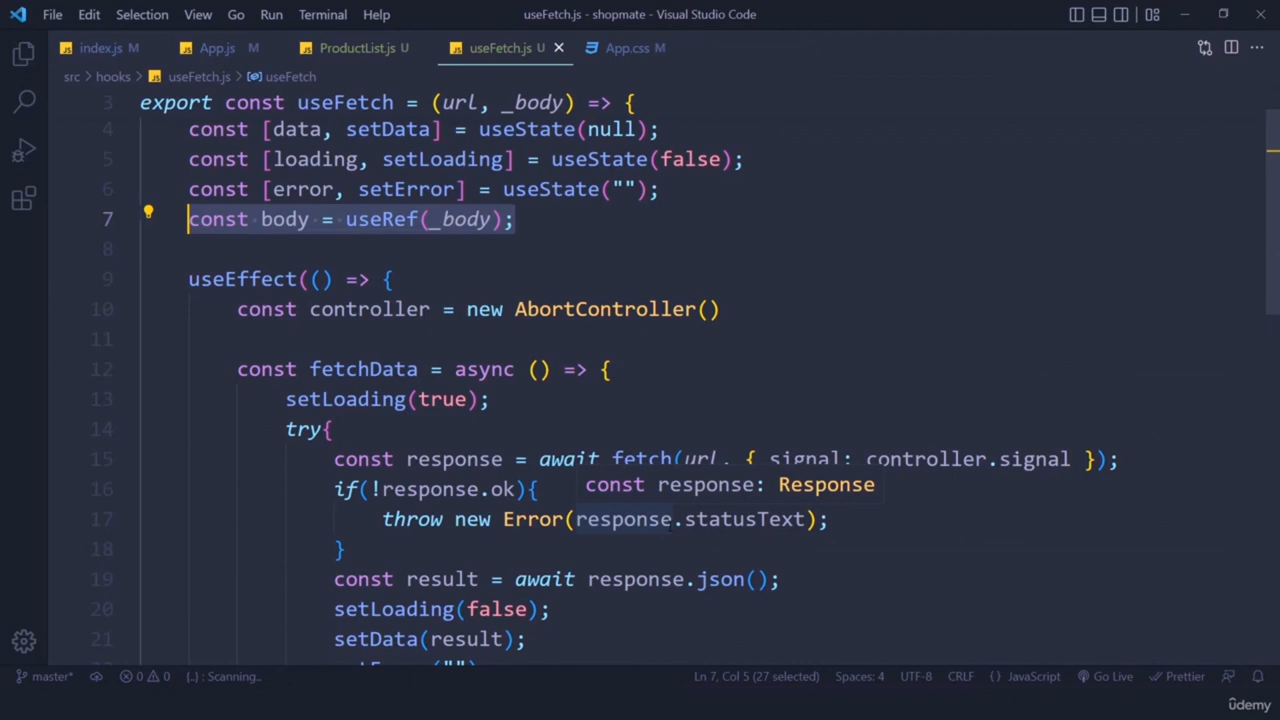 File Edit Selection View Go Run Terminal Help useFetch.js - shopmate - Visual Studio Code
index.js M App.js M ProductList.js U useFetch.js U App.css M
src > hooks > useFetch.js > useFetch
3 export const useFetch = (url, _body) => {
4 const [data, setData] = useState(null);
5 const [loading, setLoading] = useState(false);
6 const [error, setError] = useState("");
7 const body = useRef(_body);
8
9 useEffect(() => {
10 const controller = new AbortController()
11
12 const fetchData = async () => {
13 setLoading(true);
14 try{
15 const response = await fetch(url, { signal: controller.signal });
16 if(!response.ok){
const response: Response
17 throw new Error(response.statusText);
18 }
19 const result = await response.json();
20 setLoading(false);
21 setData(result);
setError("")
master* 0 0 {..} : Scanning.. Ln 7, Col 5 (27 selected) Spaces: 4 UTF-8 CRLF {} JavaScript Go Live Prettier
ûdemy